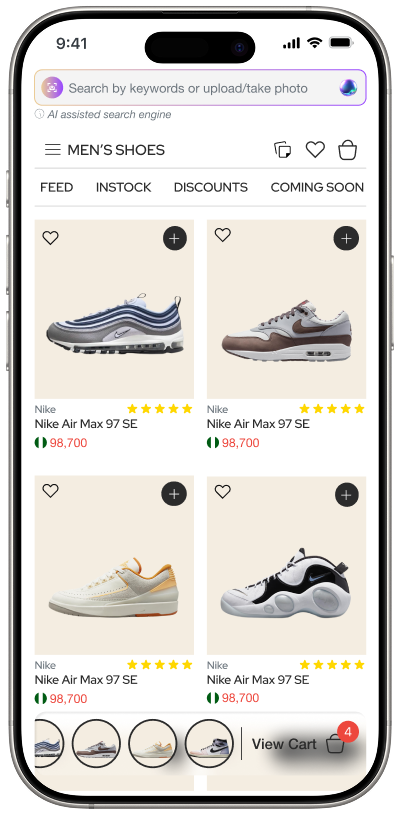 9:41
Search by keywords or upload/take photo
AI assisted search engine
MEN'S SHOES
FEED INSTOCK DISCOUNTS COMING SOON
Nike
Nike Air Max 97 SE
98,700
Nike
Nike Air Max 97 SE
98,700
Nike
Nike Air Max 97 SE
98,700
Nike
Nike Air Max 97 SE
98,700
View Cart 4